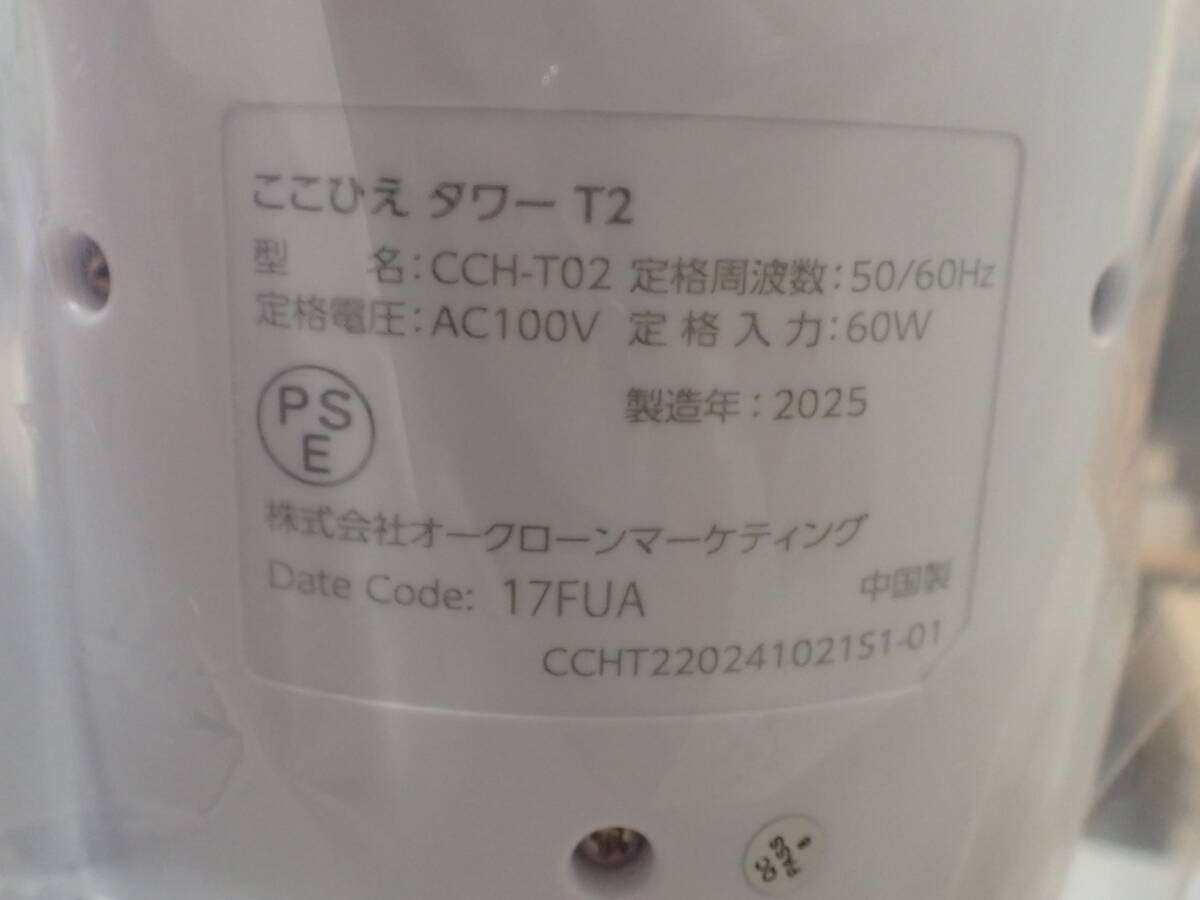 ここひえ タワー T2
型 名:CCH-T02 定格周波数:50/60Hz
定格電圧:AC100V 定格入力:60W
PSE
製造年:2025
株式会社オークローンマーケティング
Date Code: 17FUA
中国製
CCHT220241021S1-01
QC
PASS
8